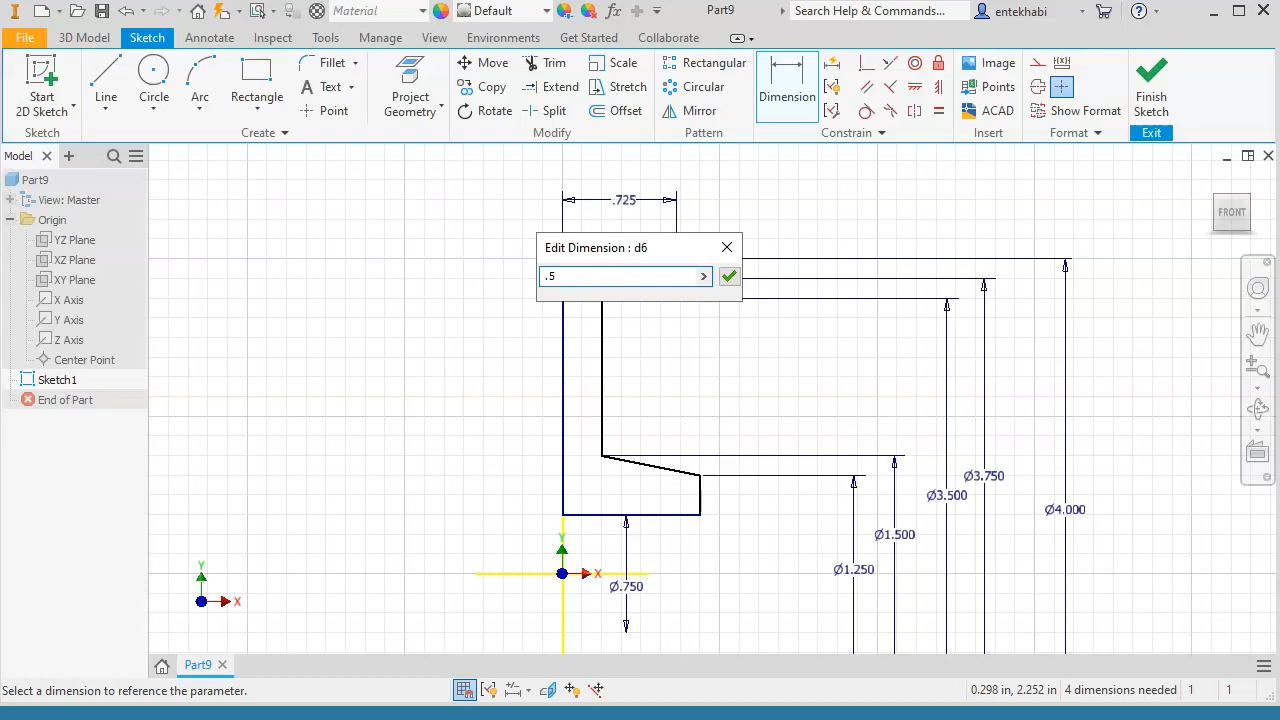 Material
Default
fx
Part9
Search Help & Commands...
entekhabi
File
3D Model
Sketch
Annotate
Inspect
Tools
Manage
View
Environments
Get Started
Collaborate
Start
2D Sketch
Line
Circle
Arc
Rectangle
Fillet
Text
Point
Project
Geometry
Move
Copy
Rotate
Trim
Extend
Split
Scale
Stretch
Offset
Rectangular
Circular
Mirror
Dimension
Image
Points
ACAD
Show Format
Finish
Sketch
Sketch
Create
Modify
Pattern
Constrain
Insert
Format
Exit
Model
Part9
View: Master
Origin
YZ Plane
XZ Plane
XY Plane
X Axis
Y Axis
Z Axis
Center Point
Sketch1
End of Part
.725
FRONT
Edit Dimension : d6
.5
Ø3.750
Ø3.500
Ø4.000
Ø1.500
Ø1.250
Ø.750
Y
X
Y
X
Part9
Select a dimension to reference the parameter.
0.298 in, 2.252 in
4 dimensions needed
1
1